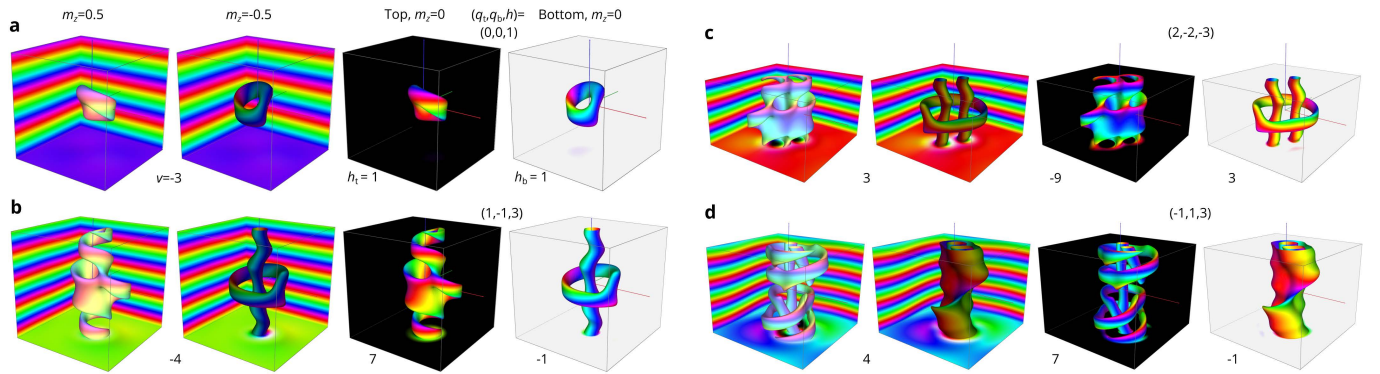 a
m_z=0.5
m_z=-0.5
Top, m_z=0
(q_t,q_b,h)=
(0,0,1)
Bottom, m_z=0
v=-3
h_t = 1
h_b = 1
b
(1,-1,3)
-4
7
-1
c
(2,-2,-3)
3
-9
3
d
(-1,1,3)
4
7
-1